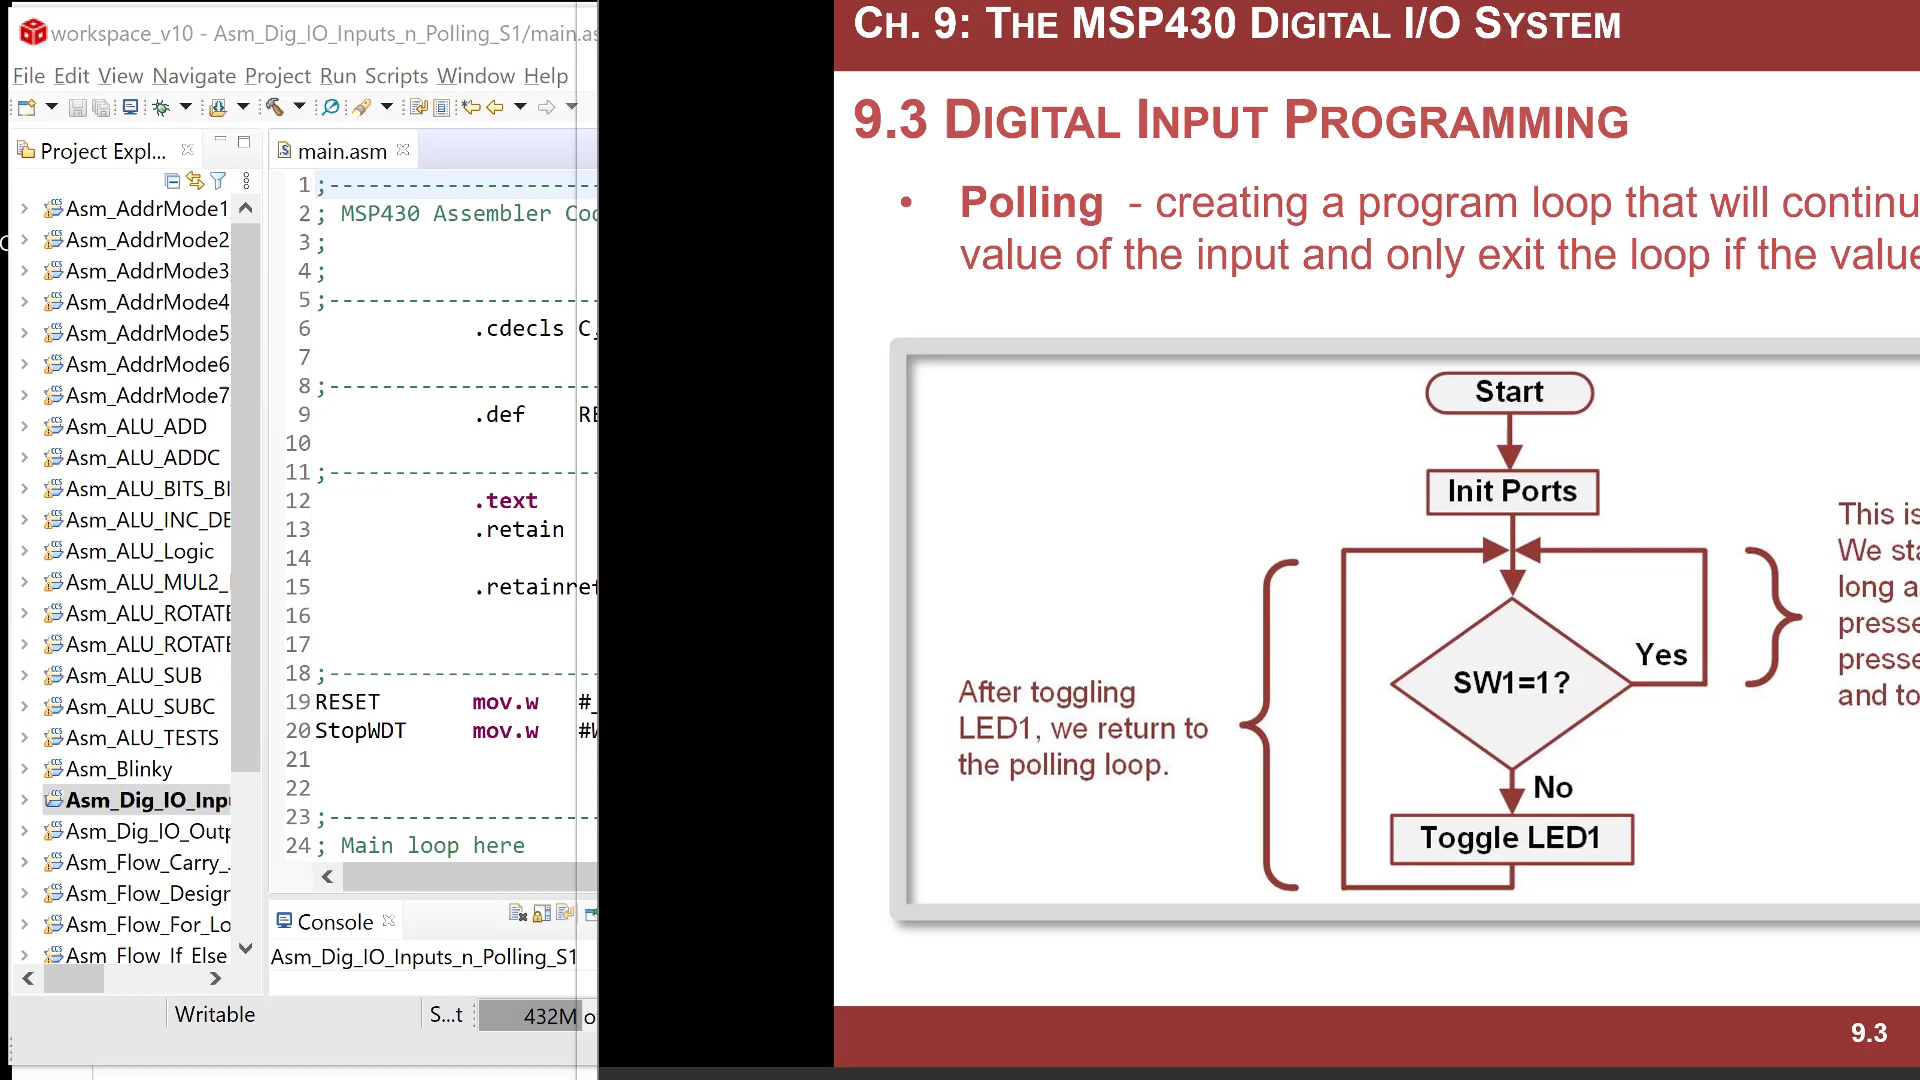 workspace_v10 - Asm_Dig_IO_Inputs_n_Polling_S1/main.as
File Edit View Navigate Project Run Scripts Window Help
Project Expl...
Asm_AddrMode1
Asm_AddrMode2
Asm_AddrMode3
Asm_AddrMode4
Asm_AddrMode5
Asm_AddrMode6
Asm_AddrMode7
Asm_ALU_ADD
Asm_ALU_ADDC
Asm_ALU_BITS_BI
Asm_ALU_INC_DE
Asm_ALU_Logic
Asm_ALU_MUL2_
Asm_ALU_ROTATE
Asm_ALU_ROTATE
Asm_ALU_SUB
Asm_ALU_SUBC
Asm_ALU_TESTS
Asm_Blinky
Asm_Dig_IO_Inp
Asm_Dig_IO_Outp
Asm_Flow_Carry_
Asm_Flow_Design
Asm_Flow_For_Lo
Asm_Flow_If_Else
main.asm
1 ;-------------------
2 ; MSP430 Assembler Co
3 ;
4 ;
5 ;-------------------
6 .cdecls C,
7
8 ;-------------------
9 .def RE
10
11 ;-------------------
12 .text
13 .retain
14
15 .retainref
16
17
18 ;-------------------
19 RESET mov.w #_
20 StopWDT mov.w #W
21
22
23 ;-------------------
24 ; Main loop here
Console
Asm_Dig_IO_Inputs_n_Polling_S1
Writable
S...t
432M o
CH. 9: THE MSP430 DIGITAL I/O SYSTEM
9.3 DIGITAL INPUT PROGRAMMING
• Polling - creating a program loop that will continu
value of the input and only exit the loop if the value
Start
Init Ports
SW1=1?
Yes
No
Toggle LED1
After toggling
LED1, we return to
the polling loop.
This is
We sta
long a
presse
presse
and to
9.3